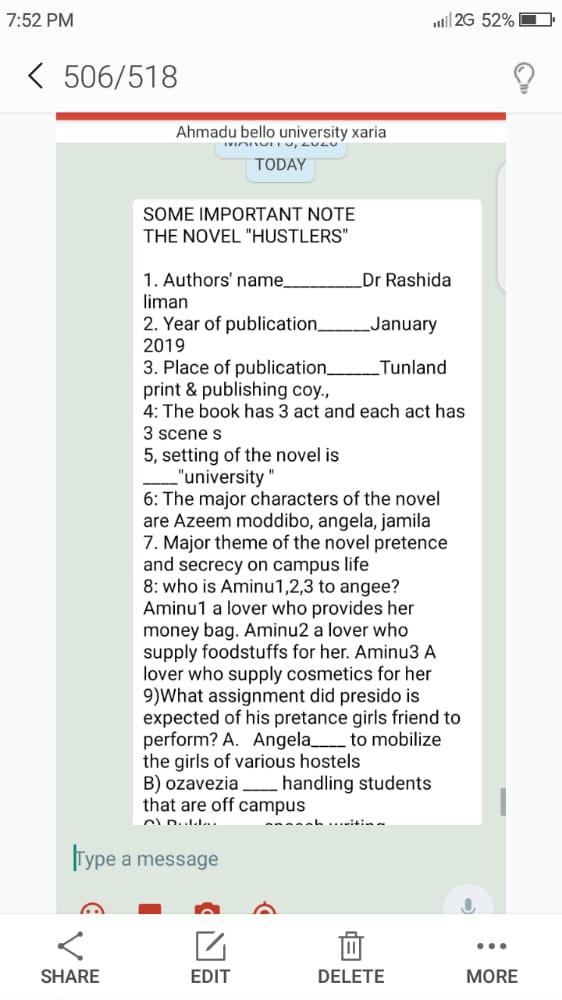 7:52 PM
2G 52%
506/518
Ahmadu bello university xaria
TODAY
SOME IMPORTANT NOTE
THE NOVEL "HUSTLERS"
1. Authors' name_________Dr Rashida
liman
2. Year of publication______January
2019
3. Place of publication______Tunland
print & publishing coy.,
4: The book has 3 act and each act has
3 scene s
5, setting of the novel is
____"university "
6: The major characters of the novel
are Azeem moddibo, angela, jamila
7. Major theme of the novel pretence
and secrecy on campus life
8: who is Aminu1,2,3 to angee?
Aminu1 a lover who provides her
money bag. Aminu2 a lover who
supply foodstuffs for her. Aminu3 A
lover who supply cosmetics for her
9)What assignment did presido is
expected of his pretance girls friend to
perform? A. Angela____ to mobilize
the girls of various hostels
B) ozavezia ____ handling students
that are off campus
Type a message
SHARE
EDIT
DELETE
MORE